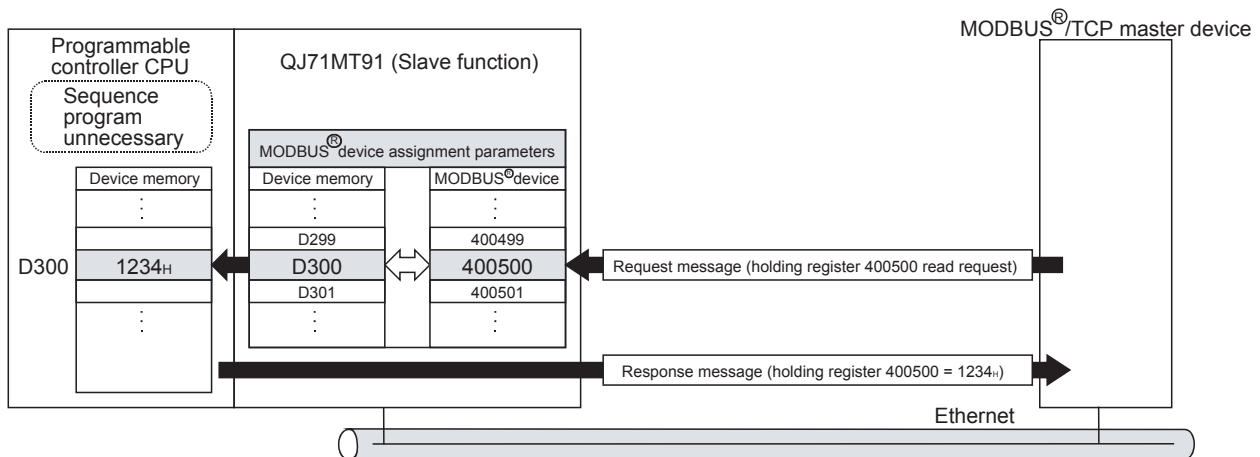 MODBUS®/TCP master device
Programmable
controller CPU
Sequence
program
unnecessary
QJ71MT91 (Slave function)
MODBUS® device assignment parameters
Device memory
Device memory
MODBUS® device
D299
400499
D300
1234H
D300
400500
Request message (holding register 400500 read request)
D301
400501
Response message (holding register 400500 = 1234H)
Ethernet